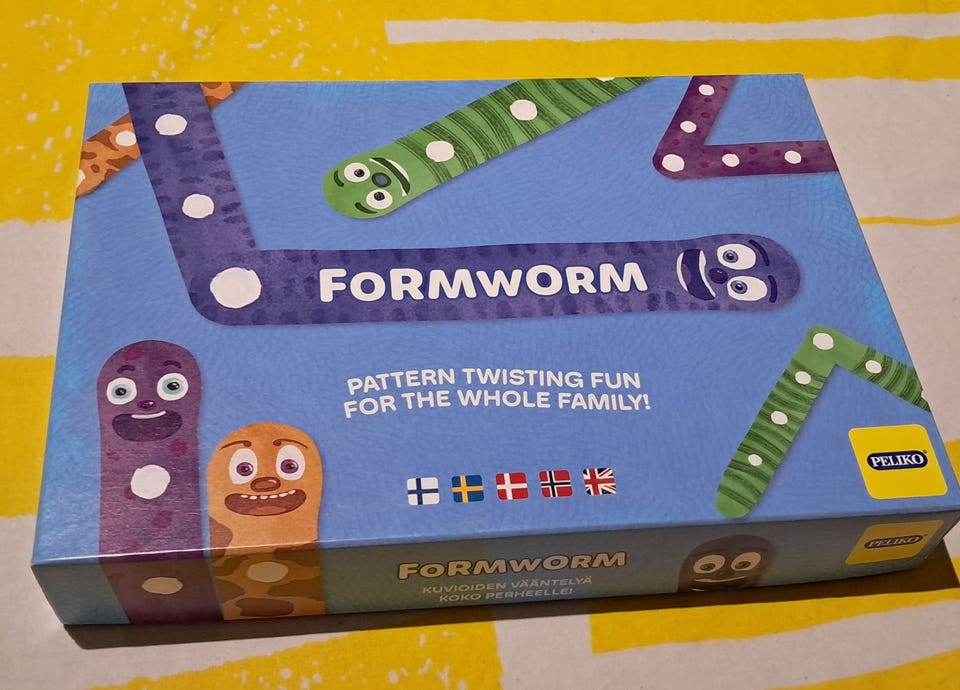 FORMWORM
PATTERN TWISTING FUN
FOR THE WHOLE FAMILY!
PELIKO®
FORMWORM
KUVIOIDEN VÄÄNTELYÄ
KOKO PERHEELLE!
PELIKO